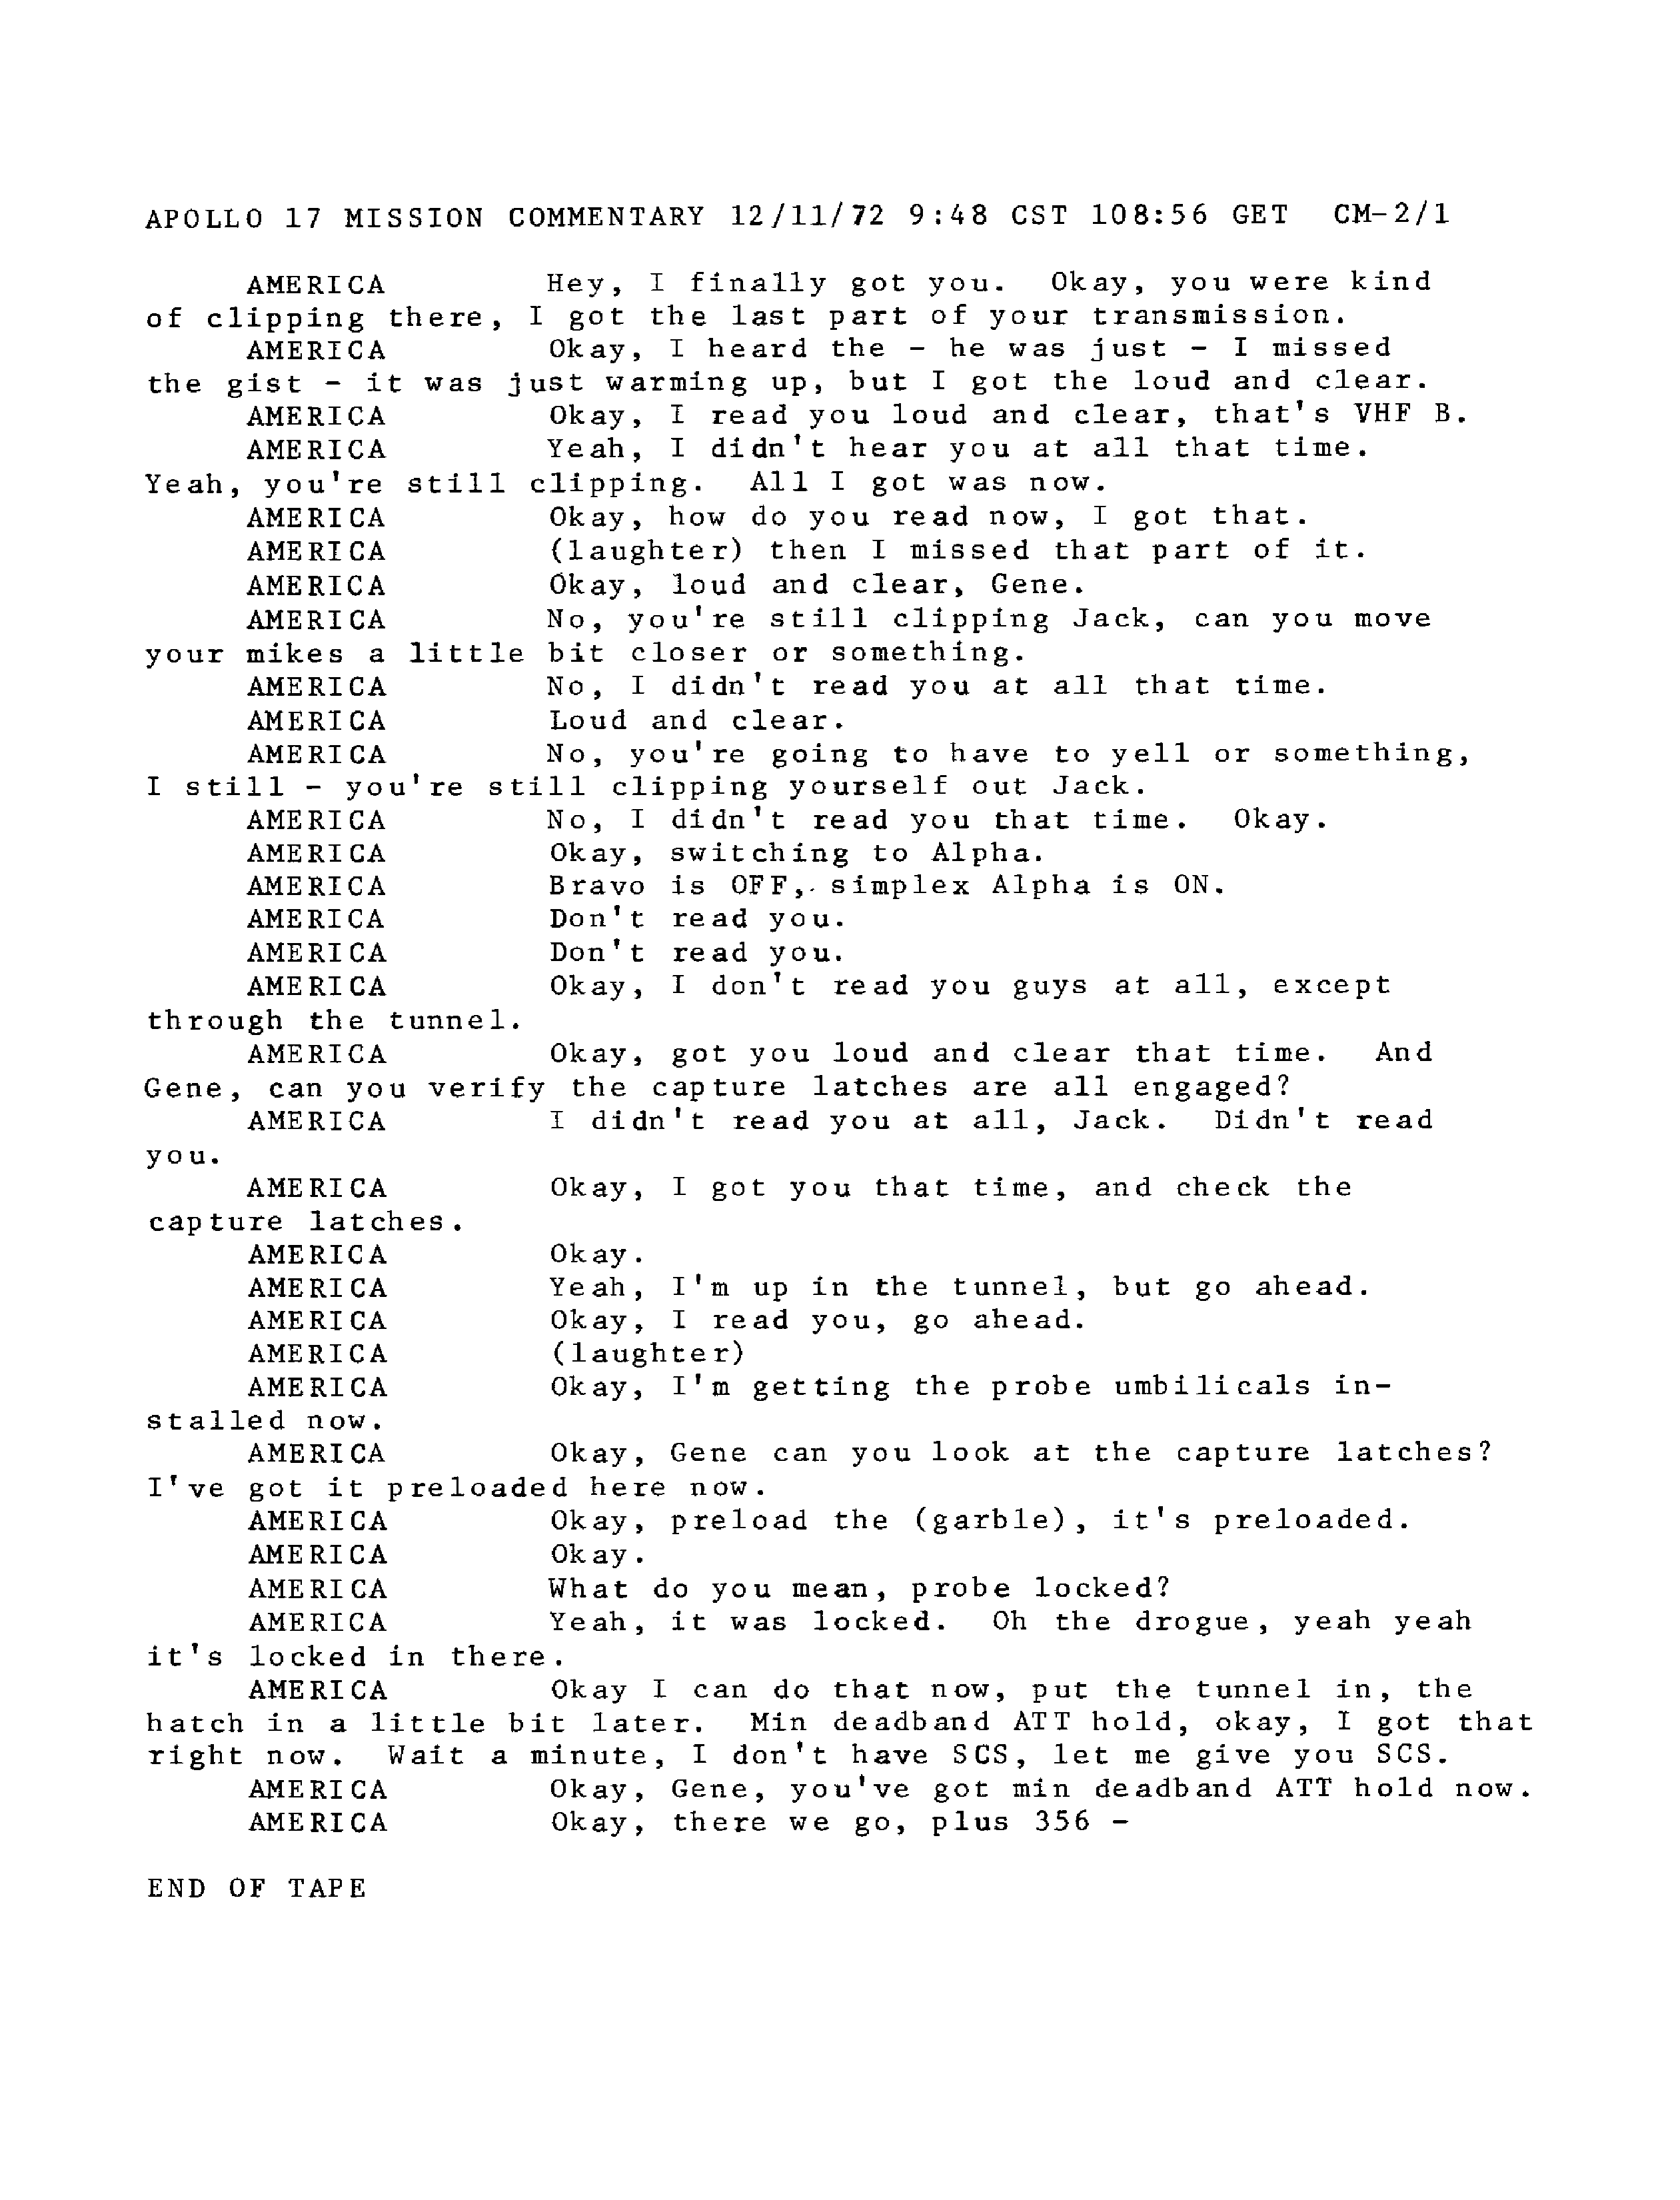 APOLLO 17 MISSION COMMENTARY 12/11/72 9:48 CST 108:56 GET CM-2/1
AMERICA Hey, I finally got you. Okay, you were kind
of clipping there, I got the last part of your transmission.
AMERICA Okay, I heard the - he was just - I missed
the gist - it was just warming up, but I got the loud and clear.
AMERICA Okay, I read you loud and clear, that's VHF B.
AMERICA Yeah, I didn't hear you at all that time.
Yeah, you're still clipping. All I got was now.
AMERICA Okay, how do you read now, I got that.
AMERICA (laughter) then I missed that part of it.
AMERICA Okay, loud and clear, Gene.
AMERICA No, you're still clipping Jack, can you move
your mikes a little bit closer or something.
AMERICA No, I didn't read you at all that time.
AMERICA Loud and clear.
AMERICA No, you're going to have to yell or something,
I still - you're still clipping yourself out Jack.
AMERICA No, I didn't read you that time. Okay.
AMERICA Okay, switching to Alpha.
AMERICA Bravo is OFF, simplex Alpha is ON.
AMERICA Don't read you.
AMERICA Don't read you.
AMERICA Okay, I don't read you guys at all, except
through the tunnel.
AMERICA Okay, got you loud and clear that time. And
Gene, can you verify the capture latches are all engaged?
AMERICA I didn't read you at all, Jack. Didn't read
you.
AMERICA Okay, I got you that time, and check the
capture latches.
AMERICA Okay.
AMERICA Yeah, I'm up in the tunnel, but go ahead.
AMERICA Okay, I read you, go ahead.
AMERICA (laughter)
AMERICA Okay, I'm getting the probe umbilicals in-
stalled now.
AMERICA Okay, Gene can you look at the capture latches?
I've got it preloaded here now.
AMERICA Okay, preload the (garble), it's preloaded.
AMERICA Okay.
AMERICA What do you mean, probe locked?
AMERICA Yeah, it was locked. Oh the drogue, yeah yeah
it's locked in there.
AMERICA Okay I can do that now, put the tunnel in, the
hatch in a little bit later. Min deadband ATT hold, okay, I got that
right now. Wait a minute, I don't have SCS, let me give you SCS.
AMERICA Okay, Gene, you've got min deadband ATT hold now.
AMERICA Okay, there we go, plus 356 -
END OF TAPE